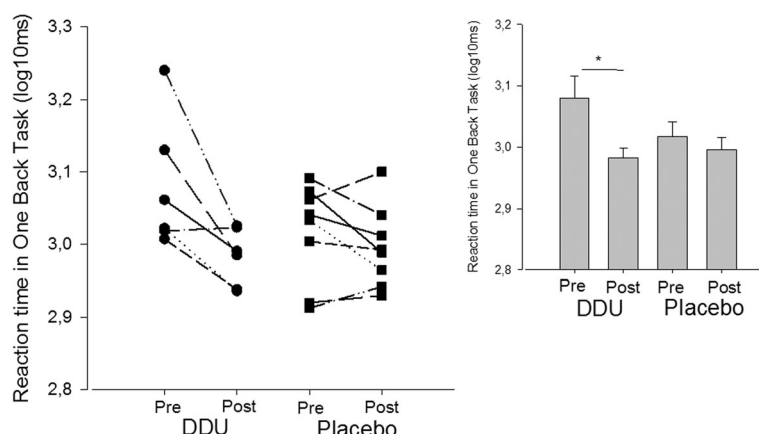 Reaction time in One Back Task (log10ms)
3,3
3,2
3,1
3,0
2,9
2,8
Pre Post Pre Post
DDU Placebo
Reaction time in One Back Task (log10ms)
3,2
3,1
3,0
2,9
2,8
*
Pre Post Pre Post
DDU Placebo